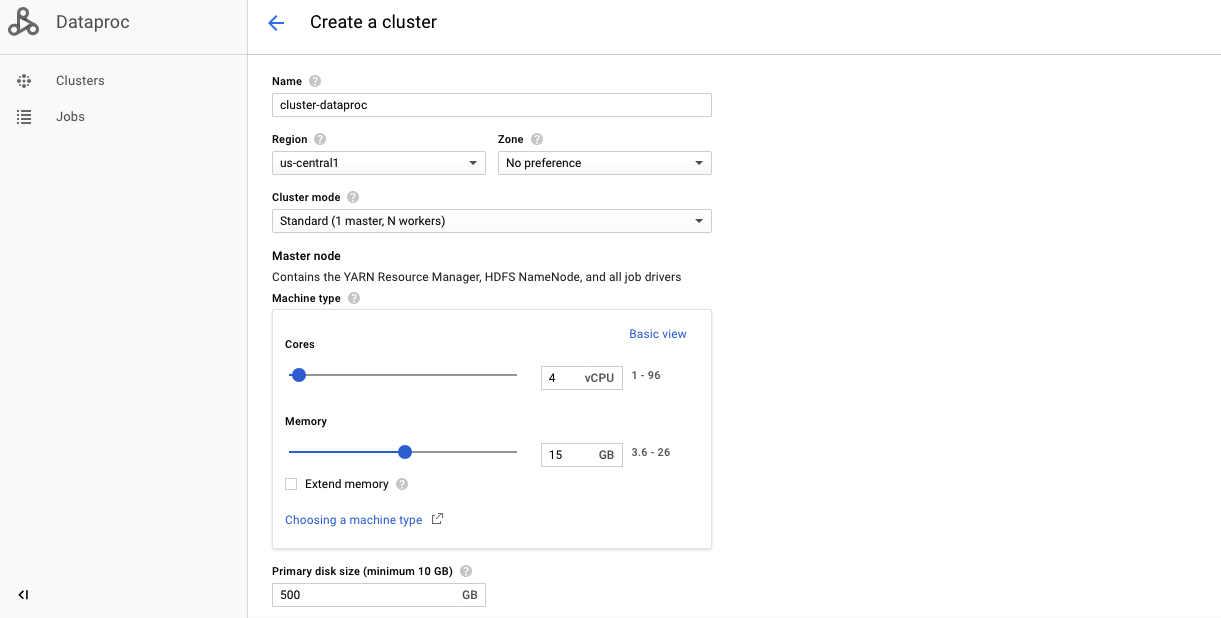 Dataproc
Create a cluster
Clusters
Jobs
Name ?
cluster-dataproc
Region ? Zone ?
us-central1 No preference
Cluster mode ?
Standard (1 master, N workers)
Master node
Contains the YARN Resource Manager, HDFS NameNode, and all job drivers
Machine type ?
Basic view
Cores
4 vCPU 1 - 96
Memory
15 GB 3.6 - 26
Extend memory ?
Choosing a machine type
Primary disk size (minimum 10 GB) ?
500 GB